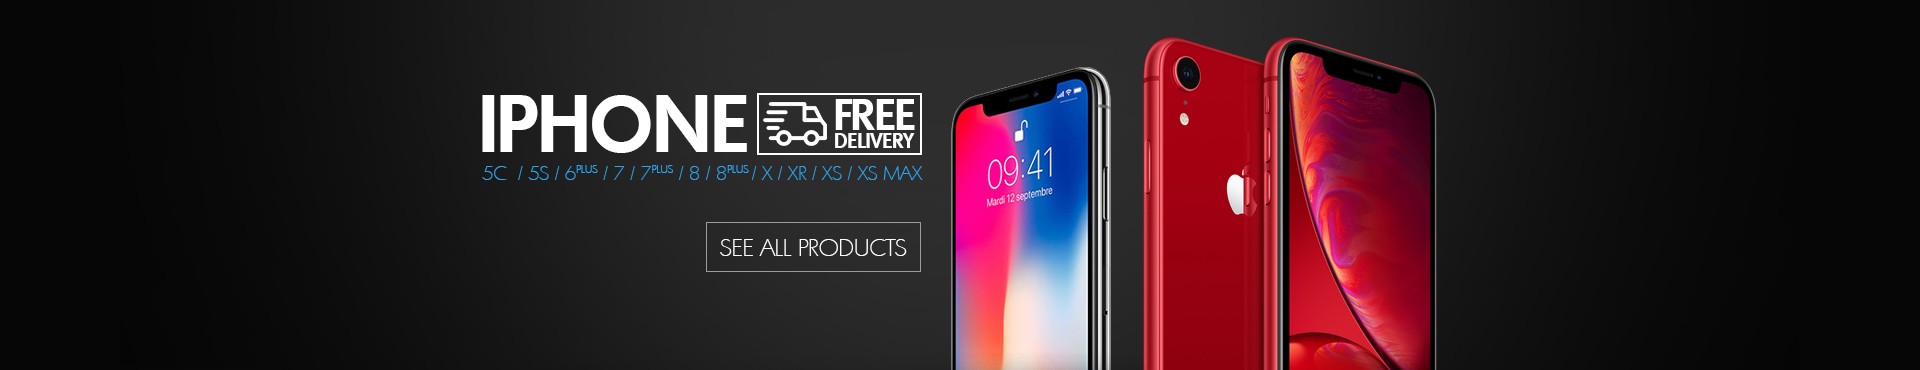 IPHONE
FREE
DELIVERY
5C / 5S / 6PLUS / 7 / 7PLUS / 8 / 8PLUS / X / XR / XS / XS MAX
SEE ALL PRODUCTS
09:41
Mardi 12 septembre